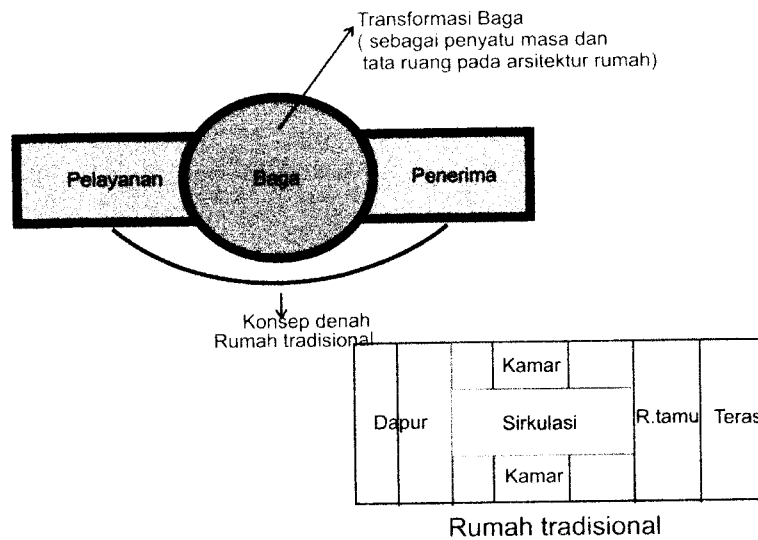 Transformasi Baga
( sebagai penyatu masa dan
tata ruang pada arsitektur rumah)
Pelayanan
Baga
Penerima
Konsep denah
Rumah tradisional
Kamar
Dapur
Sirkulasi
R.tamu
Teras
Kamar
Rumah tradisional